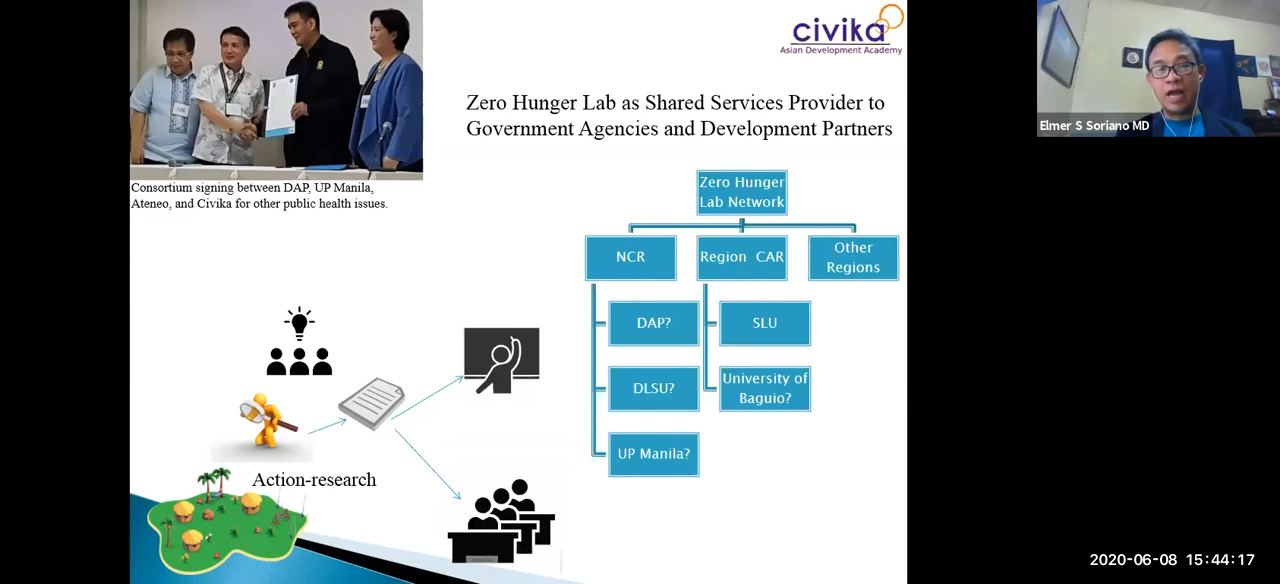 civika
Asian Development Academy
Zero Hunger Lab as Shared Services Provider to
Government Agencies and Development Partners
Elmer S Soriano MD
Consortium signing between DAP, UP Manila,
Ateneo, and Civika for other public health issues.
Zero Hunger
Lab Network
NCR
Region CAR
Other
Regions
DAP?
SLU
DLSU?
University of
Baguio?
UP Manila?
Action-research
2020-06-08 15:44:17